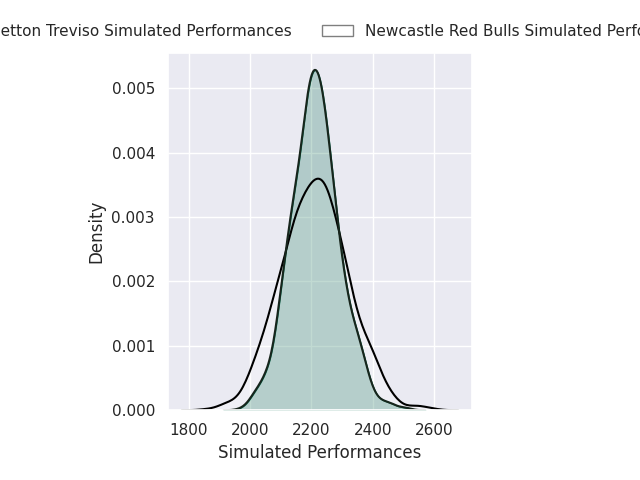 etton Treviso Simulated Performances
Newcastle Red Bulls Simulated
0.005
0.004
0.003
0.002
0.001
0.000
Density
1800 2000 2200 2400 2600
Simulated Performances